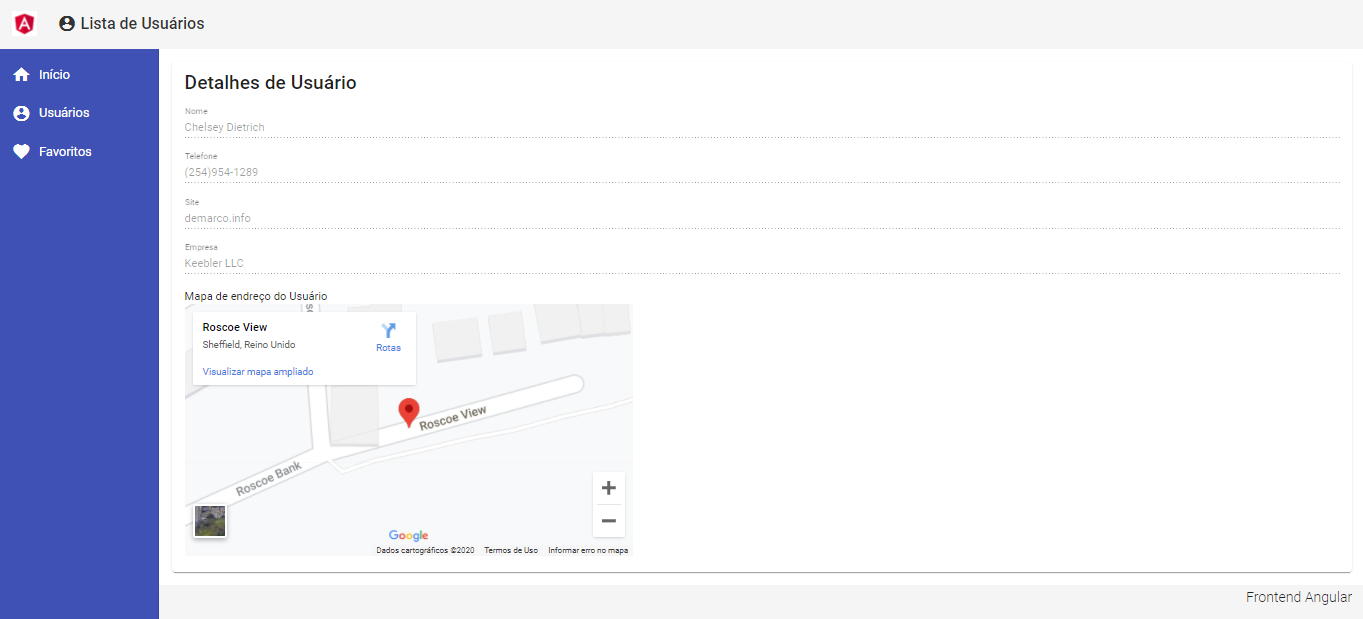 Lista de Usuários
Início
Usuários
Favoritos
Detalhes de Usuário
Nome
Chelsey Dietrich
Telefone
(254)954-1289
Site
demarco.info
Empresa
Keebler LLC
Mapa de endreço do Usuário
Roscoe View
Sheffield, Reino Unido
Rotas
Visualizar mapa ampliado
Roscoe View
Roscoe Bank
Google
Dados cartográficos ©2020 Termos de Uso Informar erro no mapa
Frontend Angular